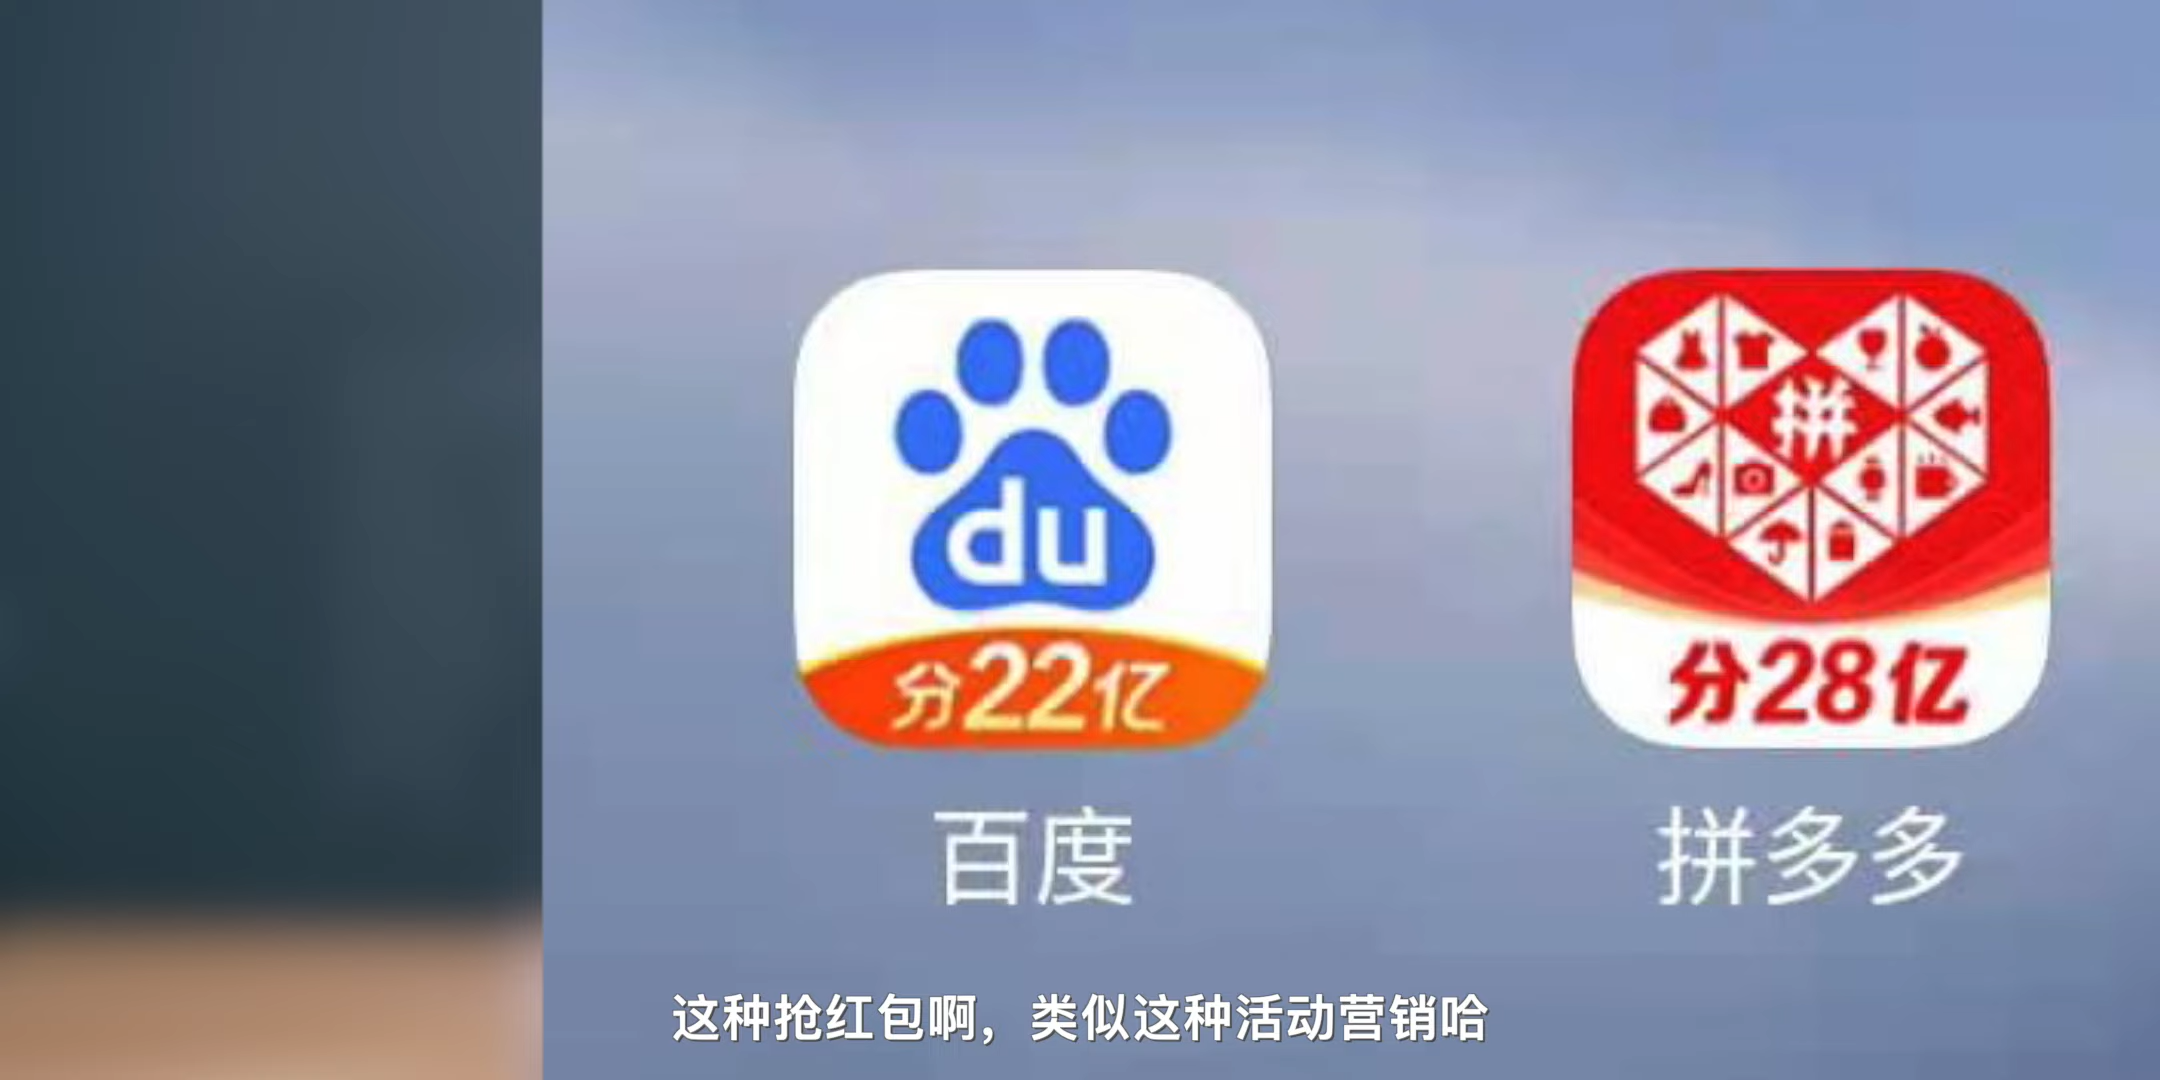 du
分22亿
百度
拼
分28亿
拼多多
这种抢红包啊，类似这种活动营销哈